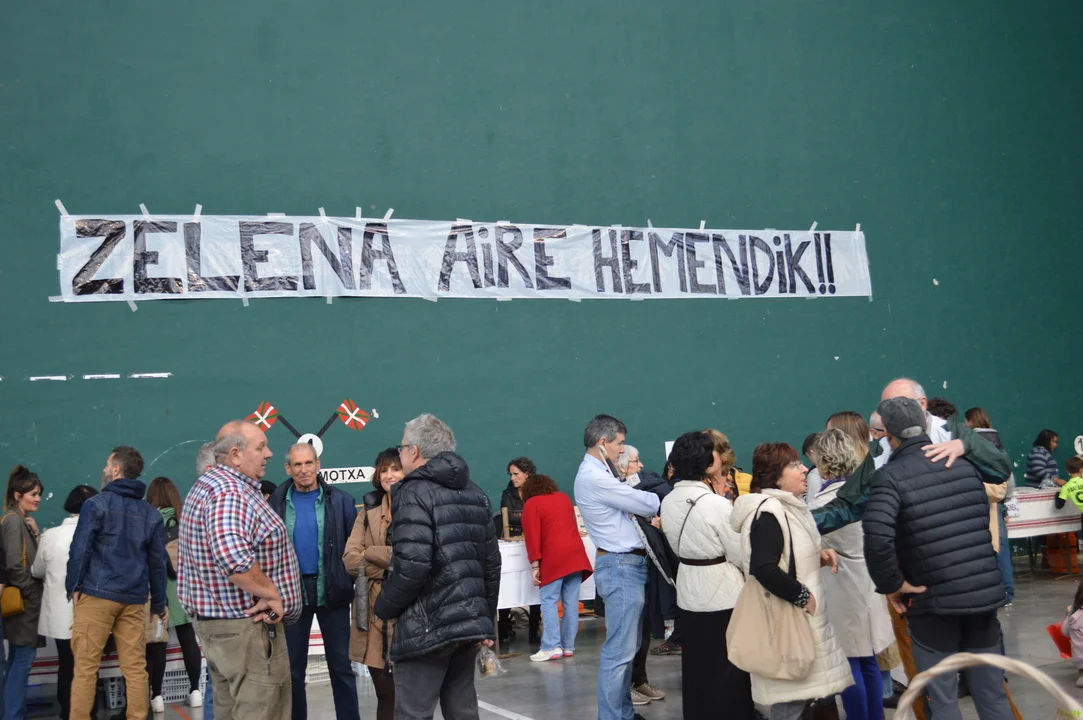 ZELENA AiRE HEMENDiK!!
MOTXA